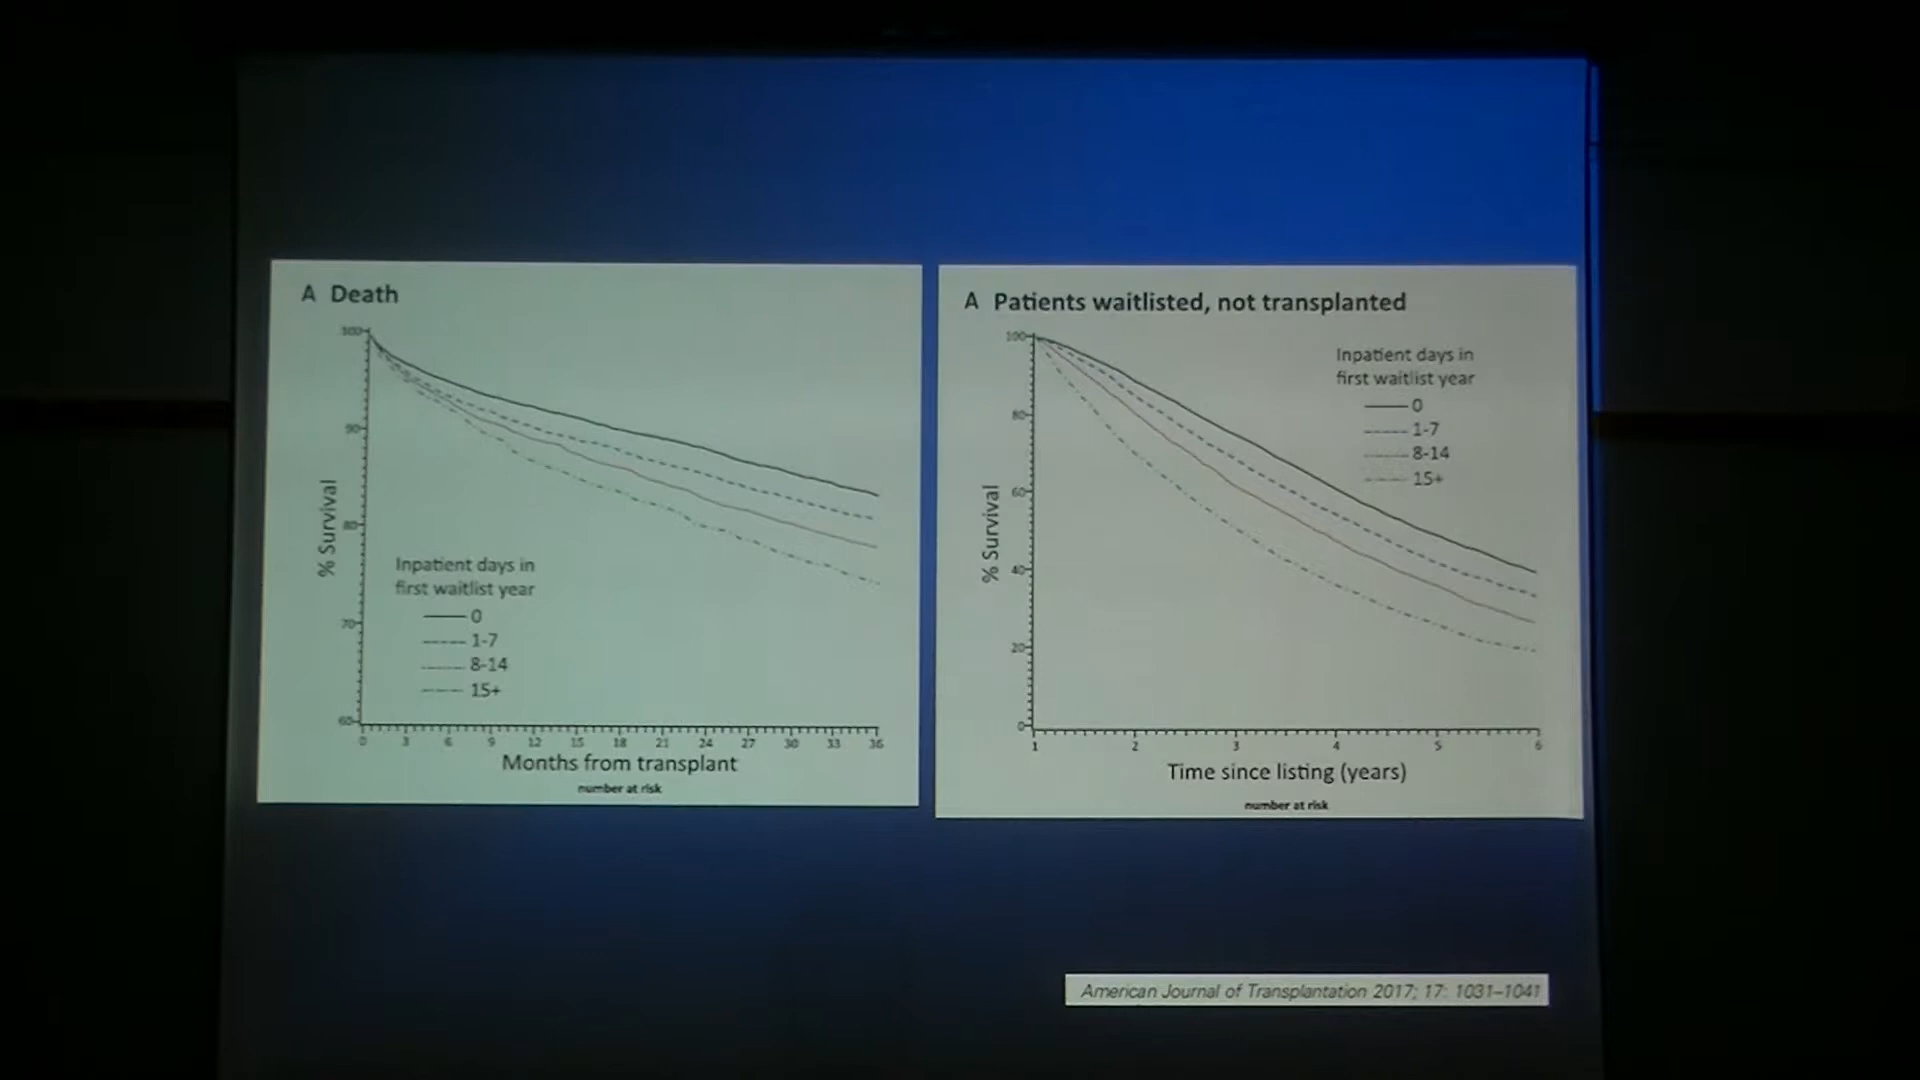 A Death
100
90
80
70
60
% Survival
Inpatient days in
first waitlist year
0
1-7
8-14
15+
0 3 6 9 12 15 18 21 24 27 30 33 36
Months from transplant
number at risk
A Patients waitlisted, not transplanted
100
80
60
40
20
0
% Survival
Inpatient days in
first waitlist year
0
1-7
8-14
15+
1 2 3 4 5 6
Time since listing (years)
number at risk
American Journal of Transplantation 2017; 17: 1031–1041